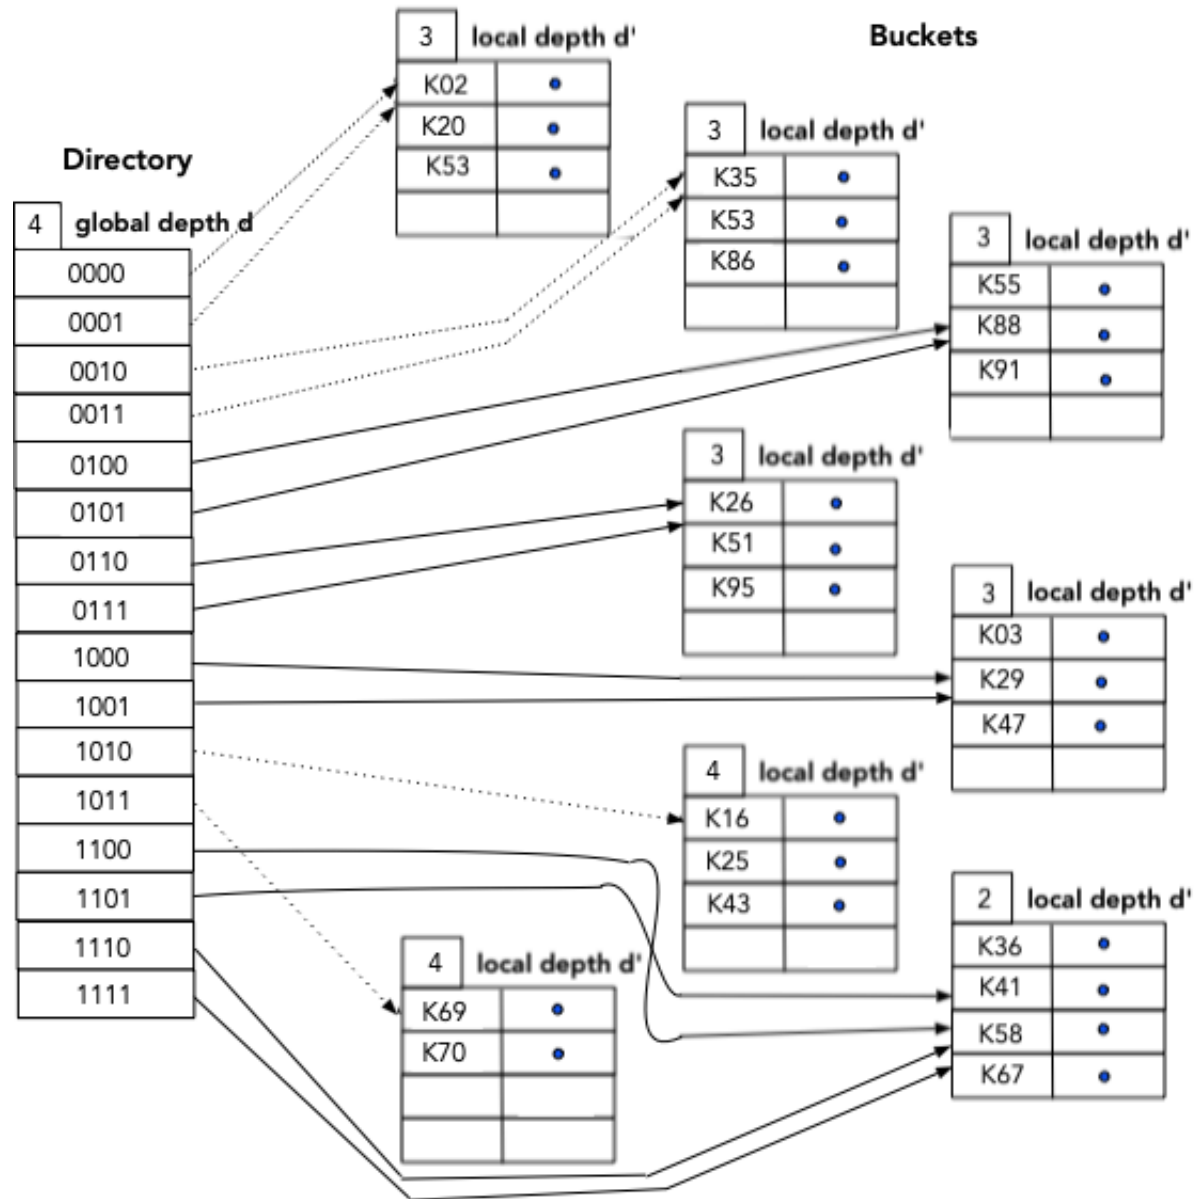 Directory
4 global depth d
0000
0001
0010
0011
0100
0101
0110
0111
1000
1001
1010
1011
1100
1101
1110
1111
Buckets
3 local depth d'
K02
K20
K53
3 local depth d'
K35
K53
K86
3 local depth d'
K55
K88
K91
3 local depth d'
K26
K51
K95
3 local depth d'
K03
K29
K47
4 local depth d'
K16
K25
K43
2 local depth d'
K36
K41
K58
K67
4 local depth d'
K69
K70